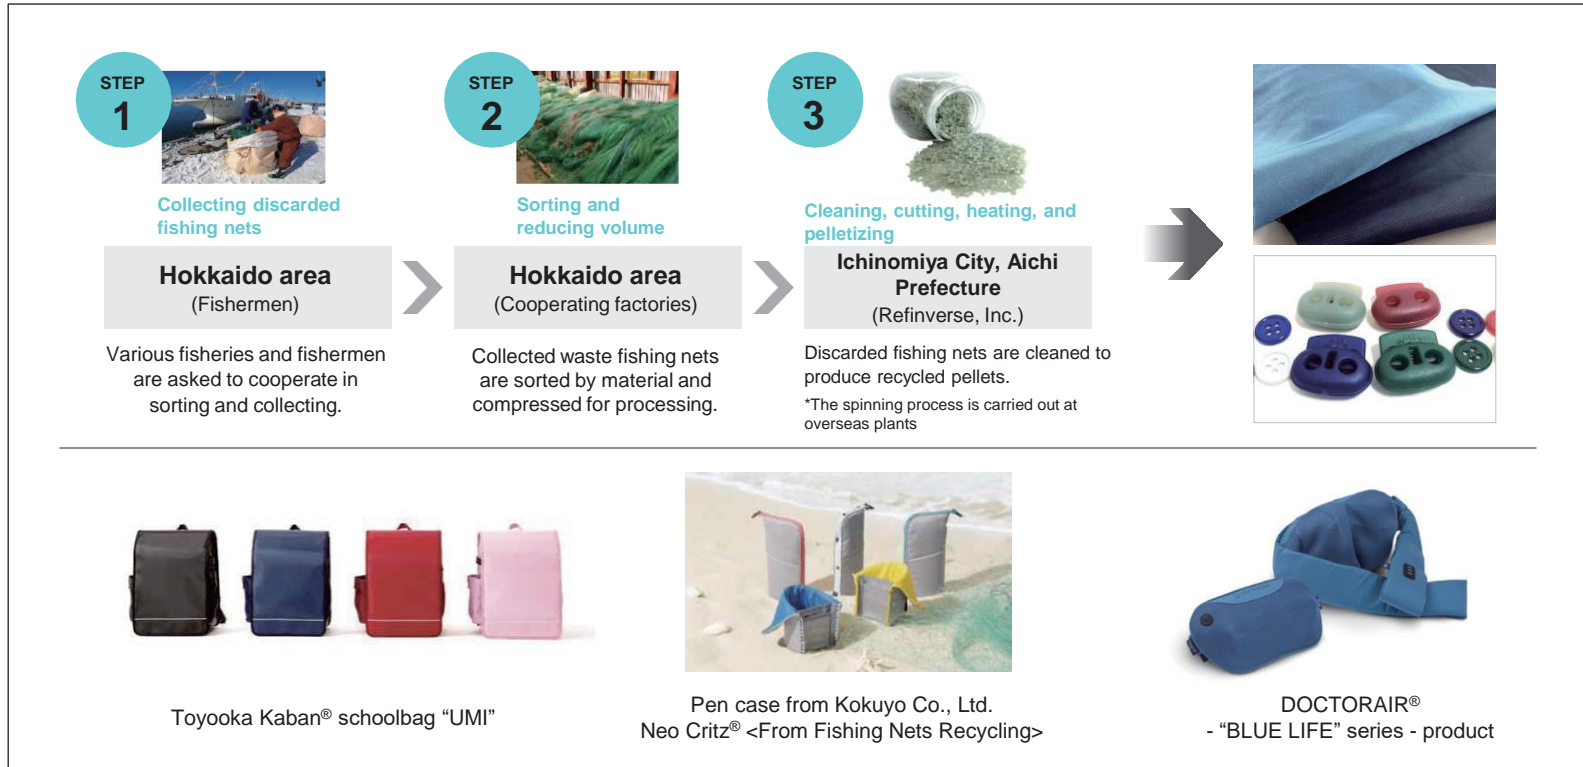 STEP
1
Collecting discarded
fishing nets
Hokkaido area
(Fishermen)
Various fisheries and fishermen
are asked to cooperate in
sorting and collecting.
STEP
2
Sorting and
reducing volume
Hokkaido area
(Cooperating factories)
Collected waste fishing nets
are sorted by material and
compressed for processing.
STEP
3
Cleaning, cutting, heating, and
pelletizing
Ichinomiya City, Aichi
Prefecture
(Refinverse, Inc.)
Discarded fishing nets are cleaned to
produce recycled pellets.
*The spinning process is carried out at
overseas plants
Toyooka Kaban® schoolbag “UMI”
Pen case from Kokuyo Co., Ltd.
Neo Critz® <From Fishing Nets Recycling>
DOCTORAIR®
- “BLUE LIFE” series - product